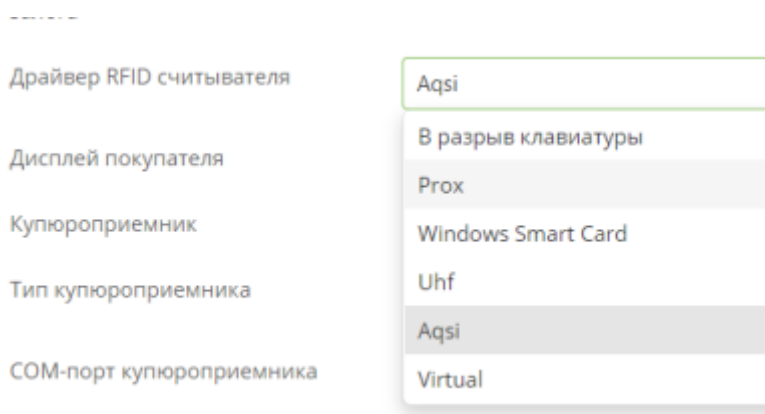 Драйвер RFID считывателя
Aqsi
В разрыв клавиатуры
Дисплей покупателя
Prox
Купюроприемник
Windows Smart Card
Uhf
Тип купюроприемника
Aqsi
COM-порт купюроприемника
Virtual